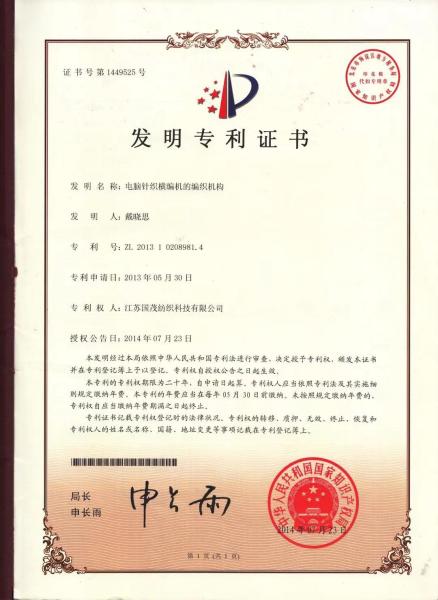 证书号第1449525号
印花税
代扣专用章
发明专利证书
发明名称：电脑针织横编机的编织机构
发明人：戴晓思
专利号：ZL 2013 1 0208981.4
专利申请日：2013年05月30日
专利权人：江苏国茂纺织科技有限公司
授权公告日：2014年07月23日
本发明经过本局依照中华人民共和国专利法进行审查，决定授予专利权，颁发本证书
并在专利登记簿上予以登记。专利权自授权公告之日起生效。
本专利的专利权期限为二十年，自申请日起算。专利权人应当依照专利法及其实施细
则规定缴纳年费。本专利的年费应当在每年05月30日前缴纳。未按照规定缴纳年费的，
专利权自应当缴纳年费期满之日起终止。
专利证书记载专利权登记时的法律状况。专利权的转移、质押、无效、终止、恢复和
专利权人的姓名或名称、国籍、地址变更等事项记载在专利登记簿上。
局长
申长雨
申长雨
中华人民共和国国家知识产权局
2014年07月23日
第1页（共1页）